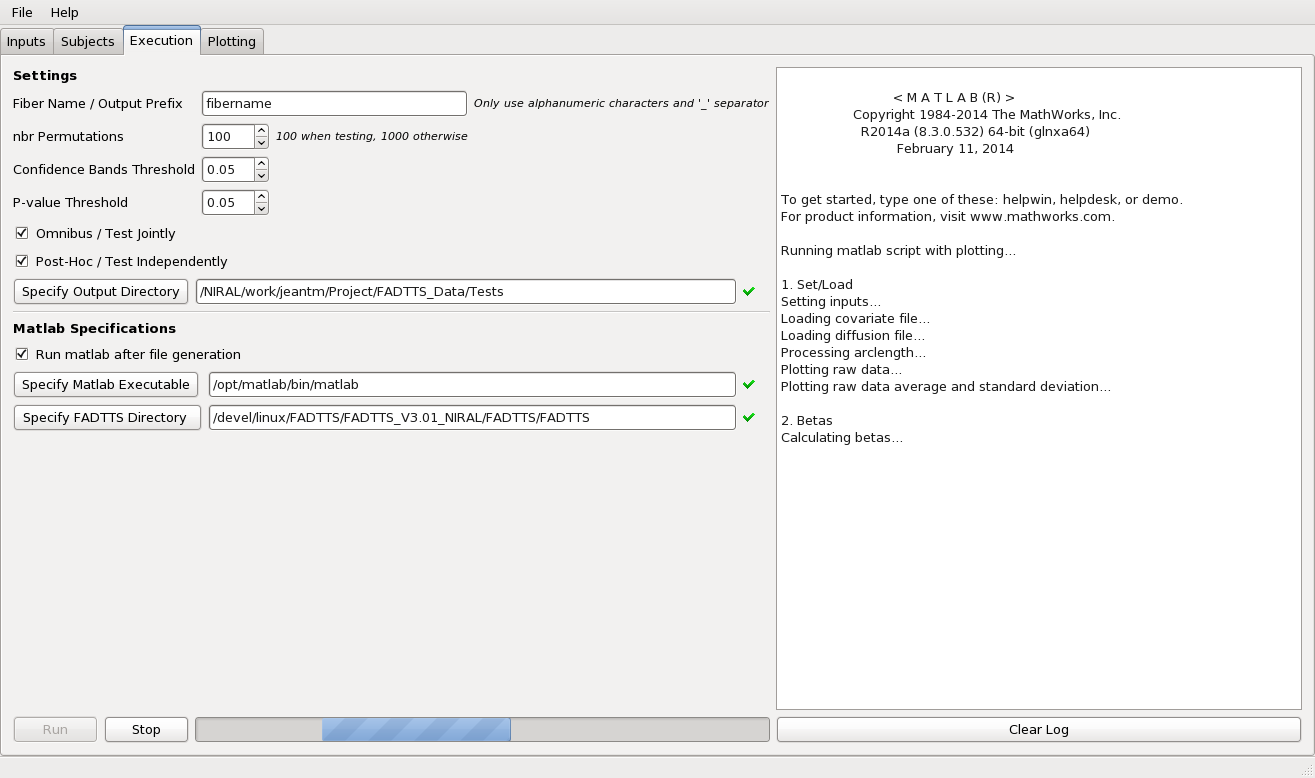 File Help
Inputs Subjects Execution Plotting
Settings
Fiber Name / Output Prefix fibername Only use alphanumeric characters and '_' separator
nbr Permutations 100 100 when testing, 1000 otherwise
Confidence Bands Threshold 0.05
P-value Threshold 0.05
Omnibus / Test Jointly
Post-Hoc / Test Independently
Specify Output Directory /NIRAL/work/jeantm/Project/FADTTS_Data/Tests
Matlab Specifications
Run matlab after file generation
Specify Matlab Executable /opt/matlab/bin/matlab
Specify FADTTS Directory /devel/linux/FADTTS/FADTTS_V3.01_NIRAL/FADTTS/FADTTS
Run Stop
< M A T L A B (R) >
Copyright 1984-2014 The MathWorks, Inc.
R2014a (8.3.0.532) 64-bit (glnxa64)
February 11, 2014
To get started, type one of these: helpwin, helpdesk, or demo.
For product information, visit www.mathworks.com.
Running matlab script with plotting...
1. Set/Load
Setting inputs...
Loading covariate file...
Loading diffusion file...
Processing arclength...
Plotting raw data...
Plotting raw data average and standard deviation...
2. Betas
Calculating betas...
Clear Log